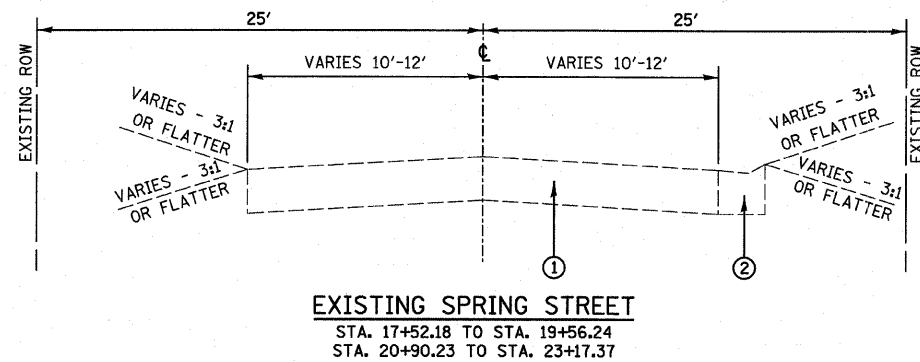 25' 25'
EXISTING ROW
℄
EXISTING ROW
VARIES 10'-12' VARIES 10'-12'
VARIES - 3:1
OR FLATTER
VARIES - 3:1
OR FLATTER
VARIES - 3:1
OR FLATTER
VARIES - 3:1
OR FLATTER
1 2
EXISTING SPRING STREET
STA. 17+52.18 TO STA. 19+56.24
STA. 20+90.23 TO STA. 23+17.37